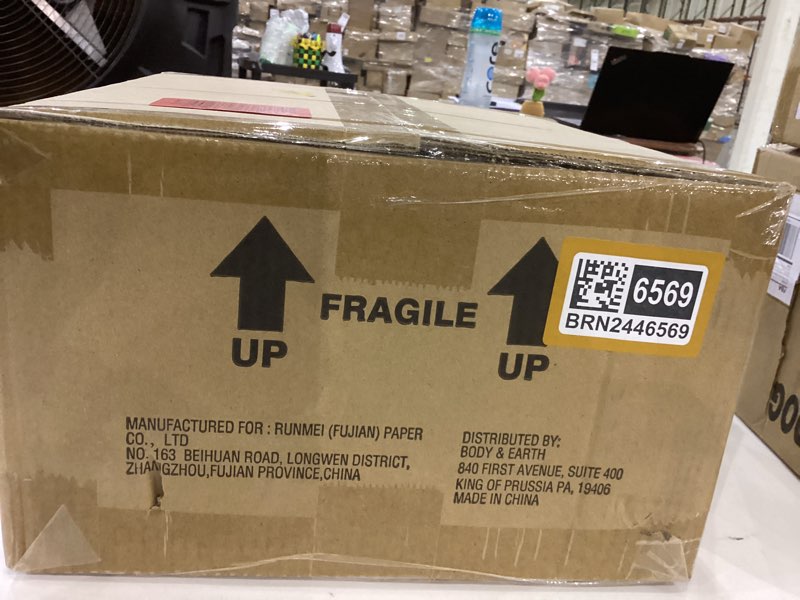 FRAGILE
UP
UP
6569
BRN2446569
MANUFACTURED FOR : RUNMEI (FUJIAN) PAPER
CO., LTD
NO. 163 BEIHUAN ROAD, LONGWEN DISTRICT,
ZHANGZHOU,FUJIAN PROVINCE,CHINA
DISTRIBUTED BY:
BODY & EARTH
840 FIRST AVENUE, SUITE 400
KING OF PRUSSIA PA, 19406
MADE IN CHINA